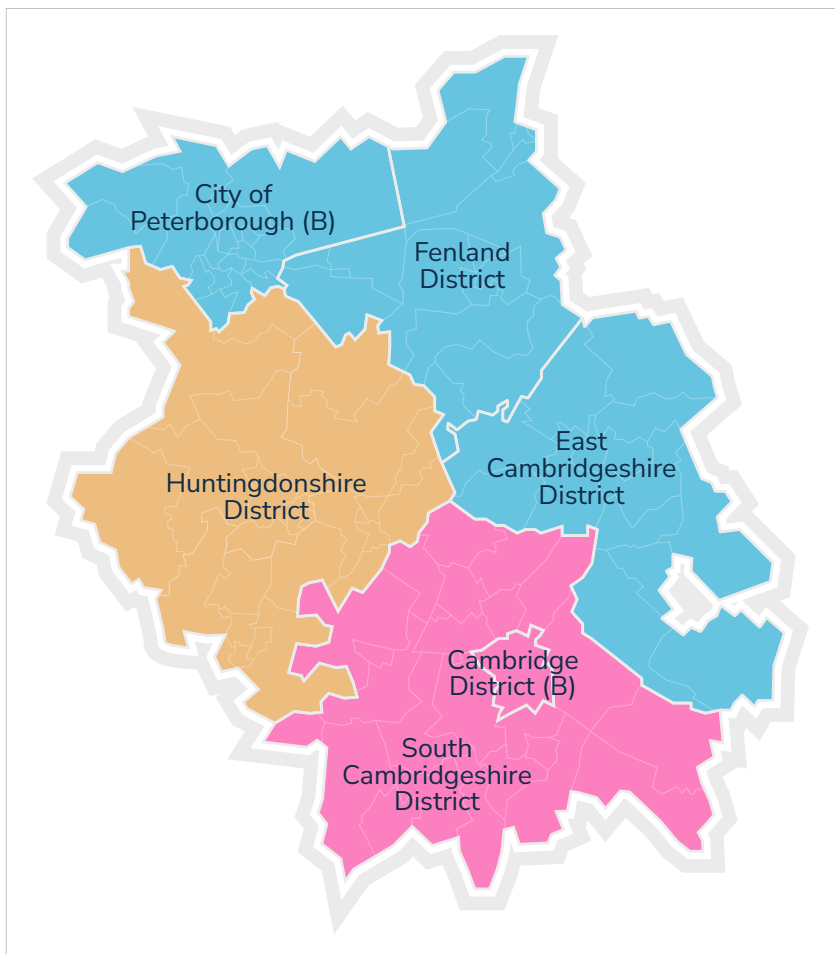 City of
Peterborough (B)
Fenland
District
East
Cambridgeshire
District
Huntingdonshire
District
Cambridge
District (B)
South
Cambridgeshire
District